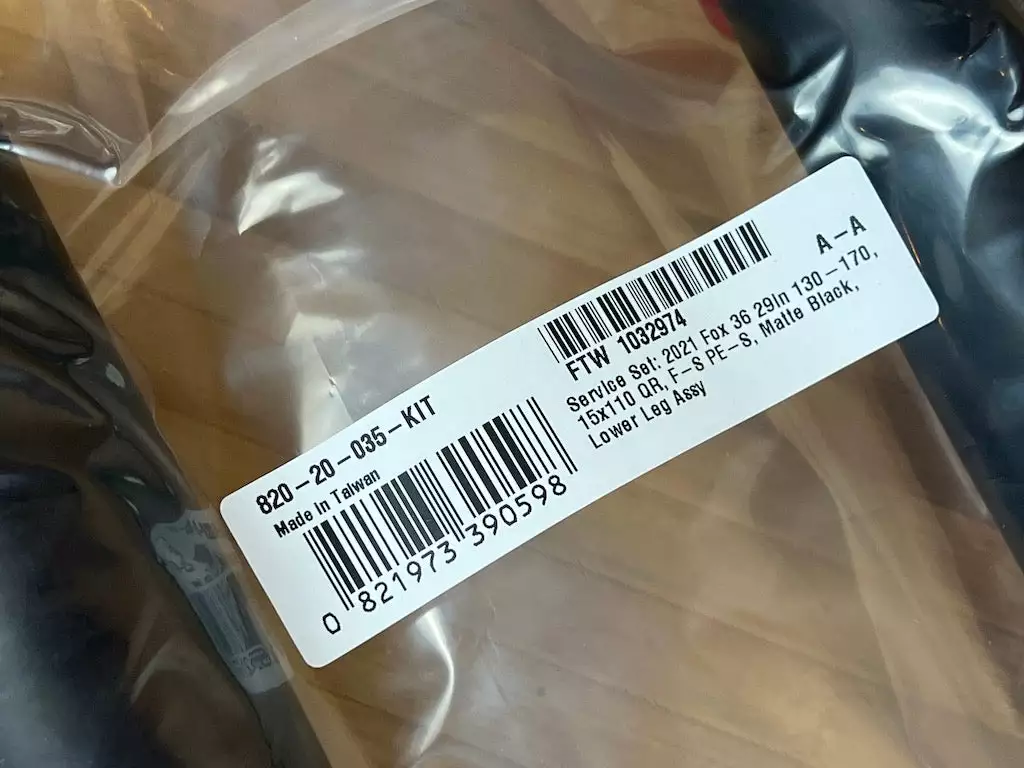 820-20-035-KIT
Made in Taiwan
0 821973 390598
FTW 1032974
A-A
Service Set: 2021 Fox 36 29in 130-170,
15x110 QR, F-S PE-S, Matte Black,
Lower Leg Assy